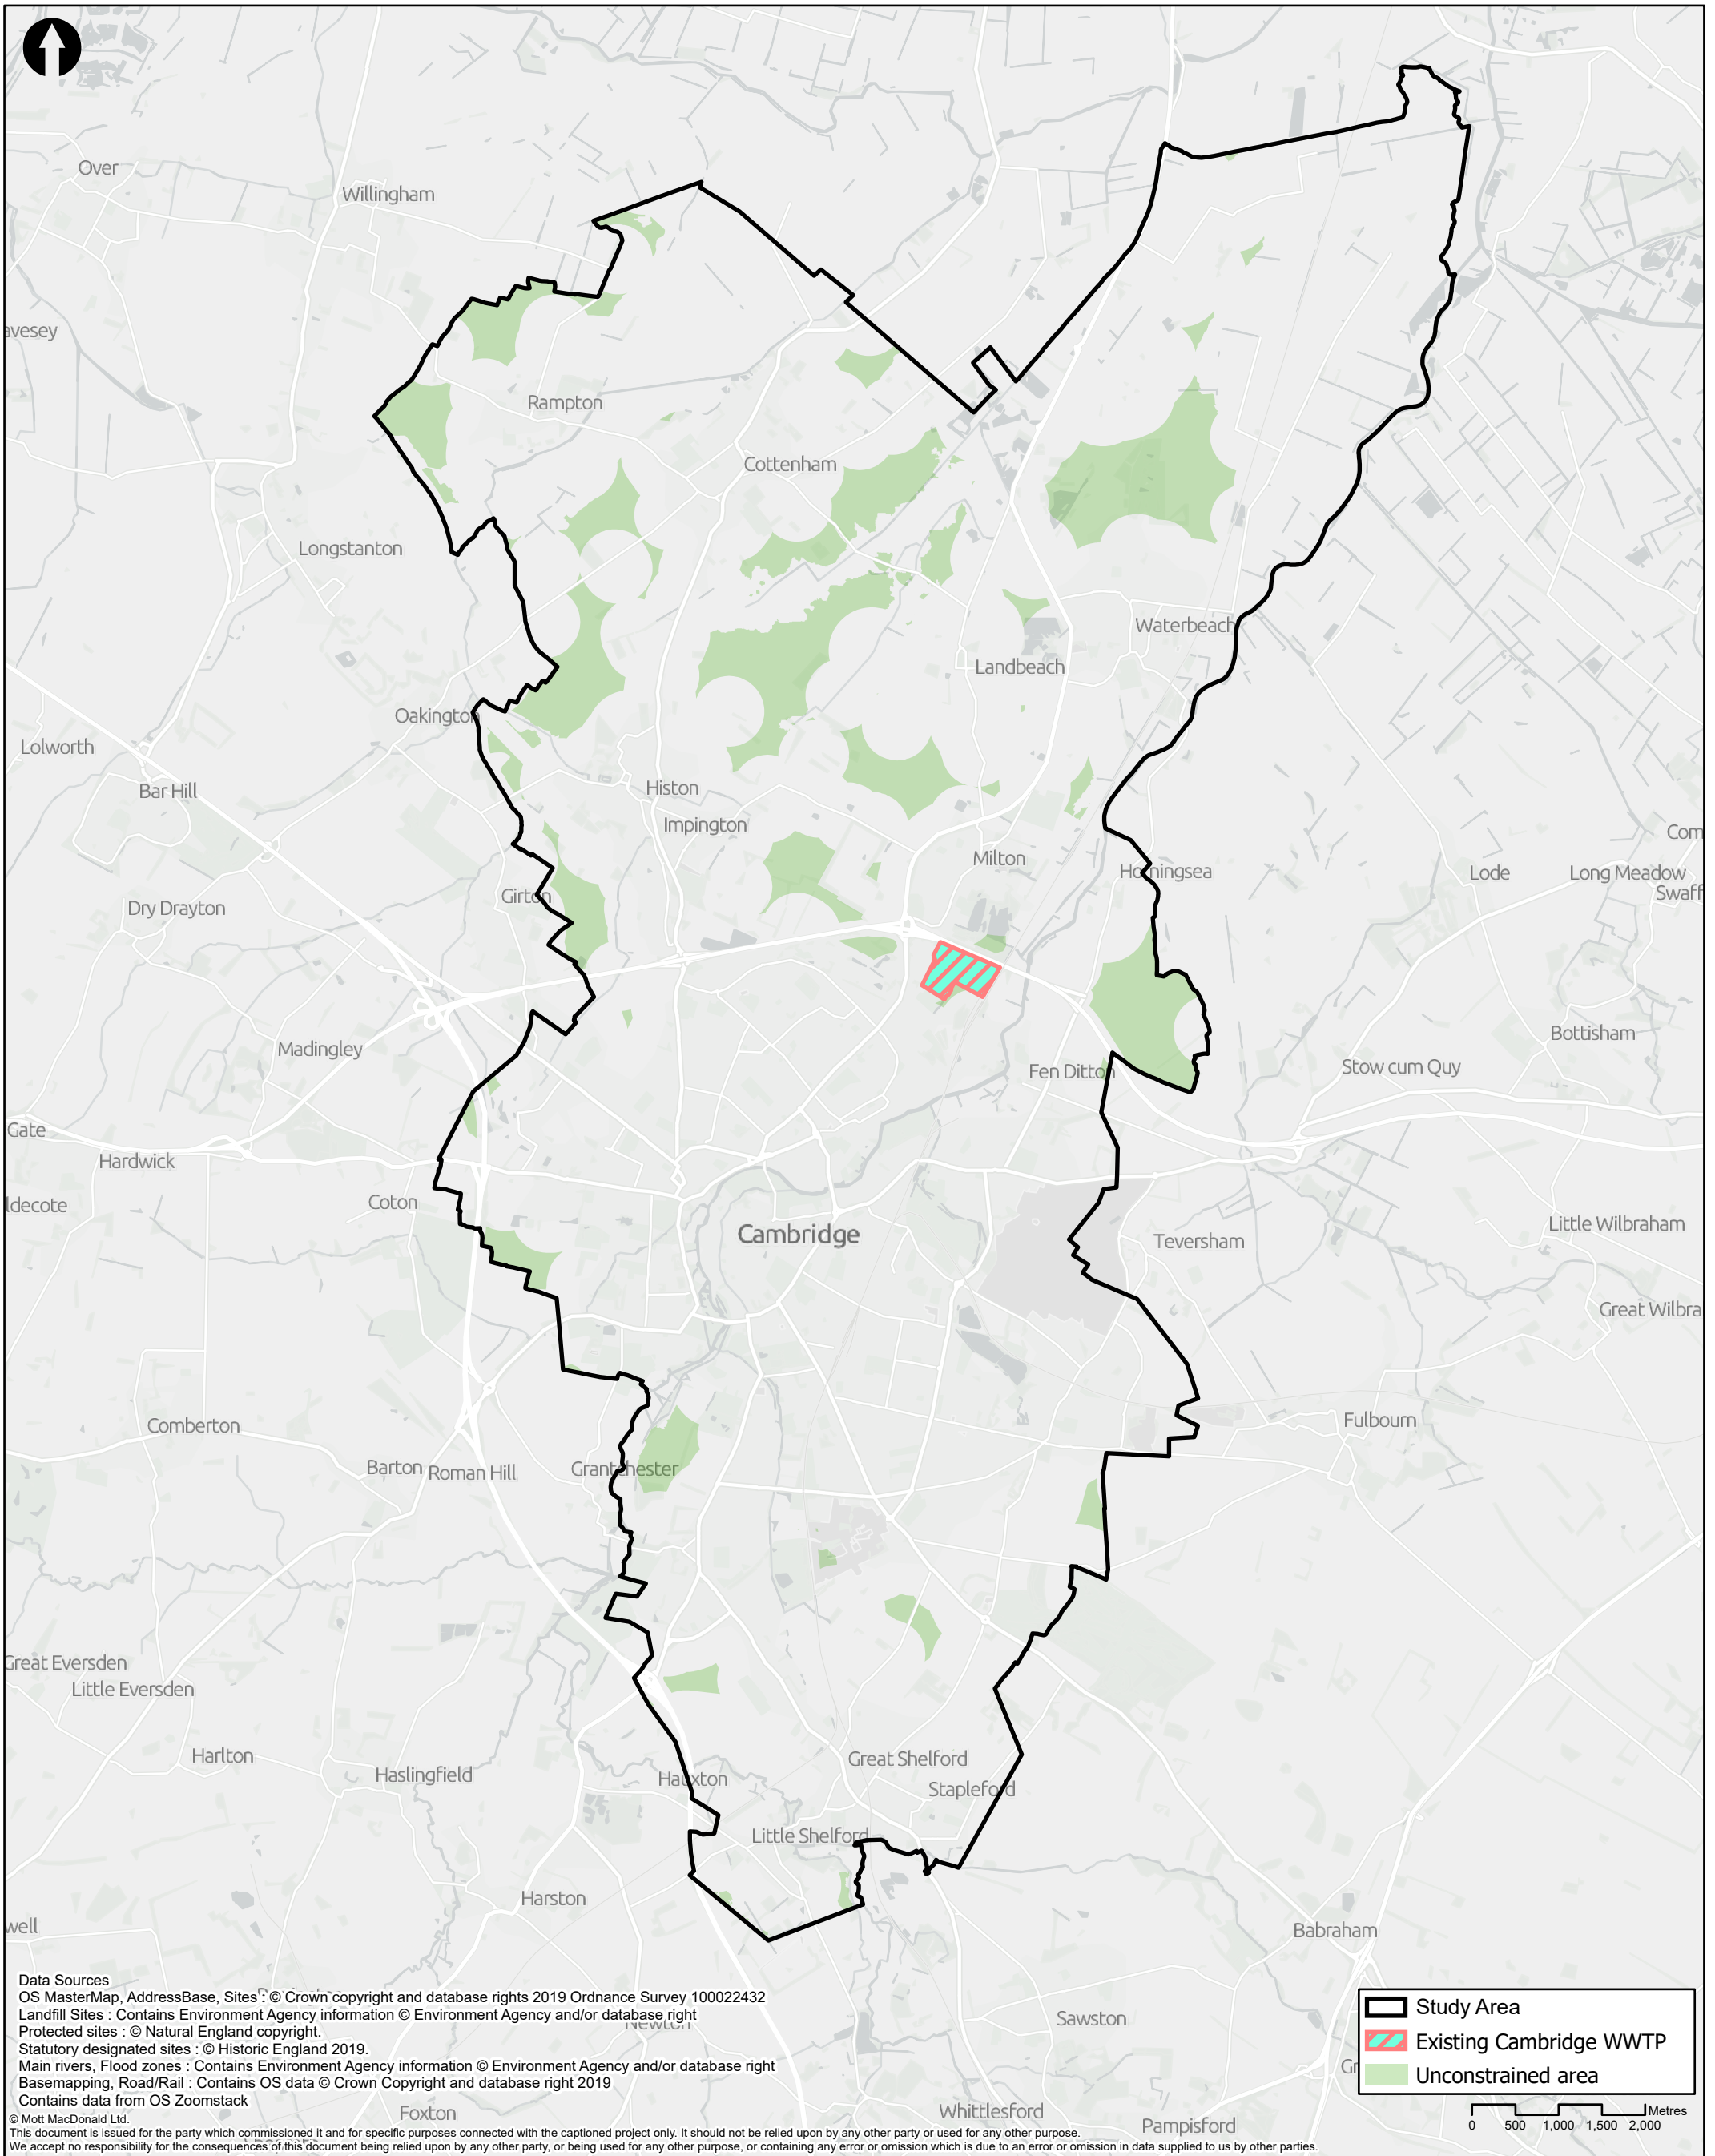 Over
Willingham
avesey
Rampton
Cottenham
Longstanton
Waterbeach
Landbeach
Oakington
Lolworth
Bar Hill
Histon
Impington
Com
Milton
Horningsea
Lode
Long Meadow
Swaff
Girton
Dry Drayton
Bottisham
Madingley
Stow cum Quy
Fen Ditton
Gate
Hardwick
Coton
ldecote
Cambridge
Teversham
Little Wilbraham
Great Wilbra
Comberton
Fulbourn
Barton
Roman Hill
Grantchester
Great Eversden
Little Eversden
Harlton
Haslingfield
Hauxton
Great Shelford
Stapleford
Little Shelford
Harston
well
Babraham
Sawston
Newton
Foxton
Whittlesford
Pampisford
Gr
Data Sources
OS MasterMap, AddressBase, Sites : © Crown copyright and database rights 2019 Ordnance Survey 100022432
Landfill Sites : Contains Environment Agency information © Environment Agency and/or database right
Protected sites : © Natural England copyright.
Statutory designated sites : © Historic England 2019.
Main rivers, Flood zones : Contains Environment Agency information © Environment Agency and/or database right
Basemapping, Road/Rail : Contains OS data © Crown Copyright and database right 2019
Contains data from OS Zoomstack
© Mott MacDonald Ltd.
This document is issued for the party which commissioned it and for specific purposes connected with the captioned project only. It should not be relied upon by any other party or used for any other purpose.
We accept no responsibility for the consequences of this document being relied upon by any other party, or being used for any other purpose, or containing any error or omission which is due to an error or omission in data supplied to us by other parties.
Study Area
Existing Cambridge WWTP
Unconstrained area
Metres
0 500 1,000 1,500 2,000